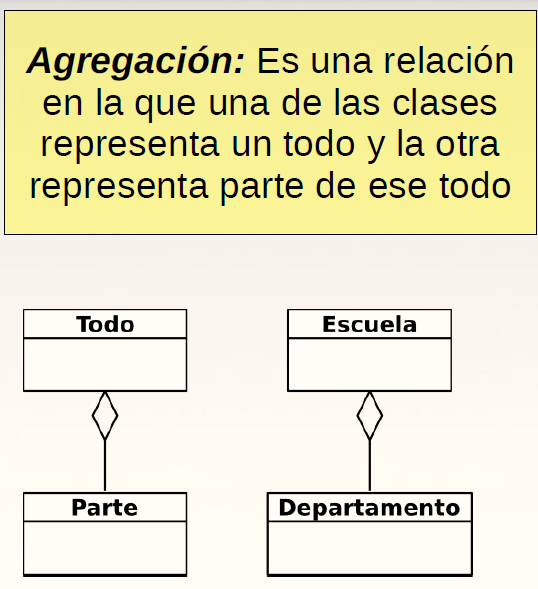 Agregación: Es una relación
en la que una de las clases
representa un todo y la otra
representa parte de ese todo
Todo
Escuela
Parte
Departamento